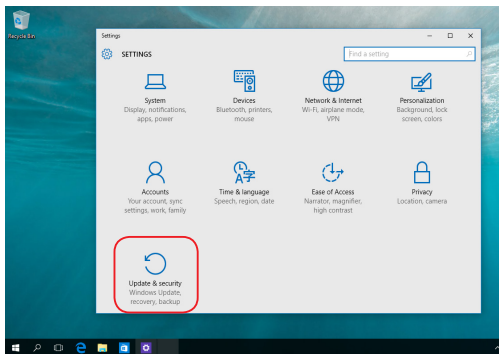 Recycle Bin
Settings
SETTINGS
Find a setting
System
Display, notifications,
apps, power
Devices
Bluetooth, printers,
mouse
Network & Internet
Wi-Fi, airplane mode,
VPN
Personalization
Background, lock
screen, colors
Accounts
Your account, sync
settings, work, family
Time & language
Speech, region, date
Ease of Access
Narrator, magnifier,
high contrast
Privacy
Location, camera
Update & security
Windows Update,
recovery, backup